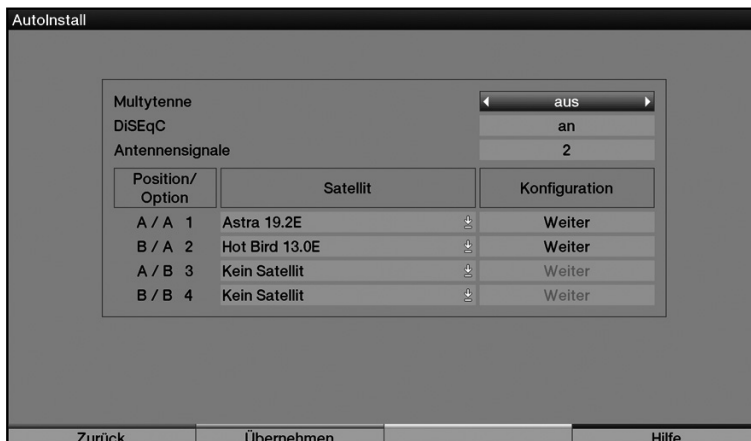 AutoInstall
Multytenne aus
DiSEqC an
Antennensignale 2
Position/
Option Satellit Konfiguration
A / A 1 Astra 19.2E Weiter
B / A 2 Hot Bird 13.0E Weiter
A / B 3 Kein Satellit Weiter
B / B 4 Kein Satellit Weiter
Zurück Übernehmen Hilfe